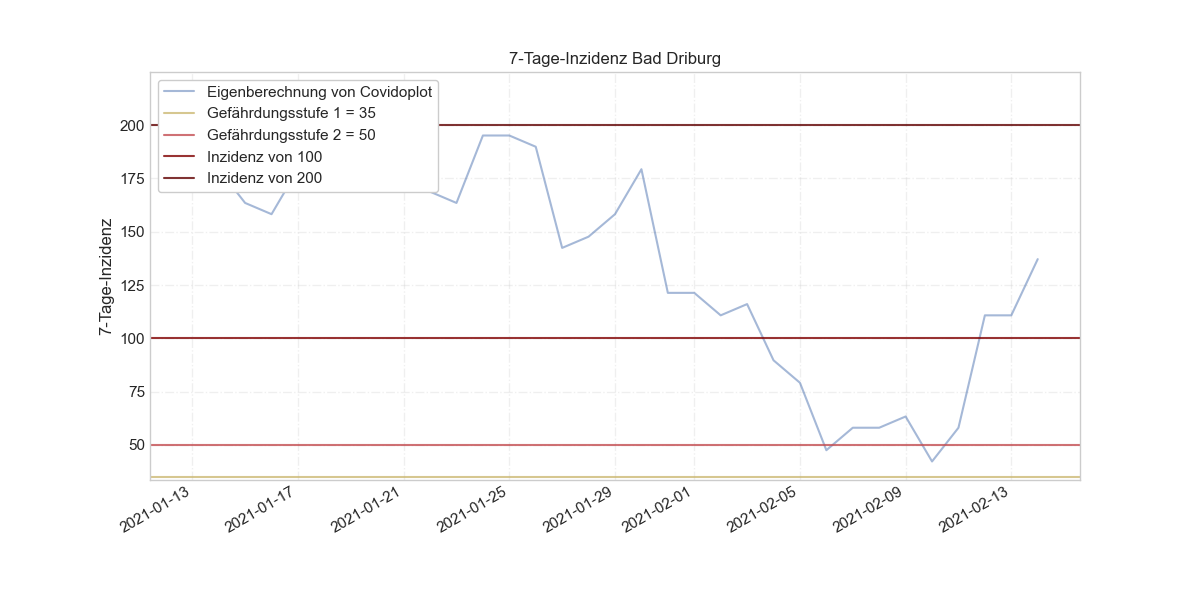 7-Tage-Inzidenz Bad Driburg
Eigenberechnung von Covidoplot
Gefährdungsstufe 1 = 35
Gefährdungsstufe 2 = 50
Inzidenz von 100
Inzidenz von 200
7-Tage-Inzidenz
200
175
150
125
100
75
50
2021-01-13
2021-01-17
2021-01-21
2021-01-25
2021-01-29
2021-02-01
2021-02-05
2021-02-09
2021-02-13